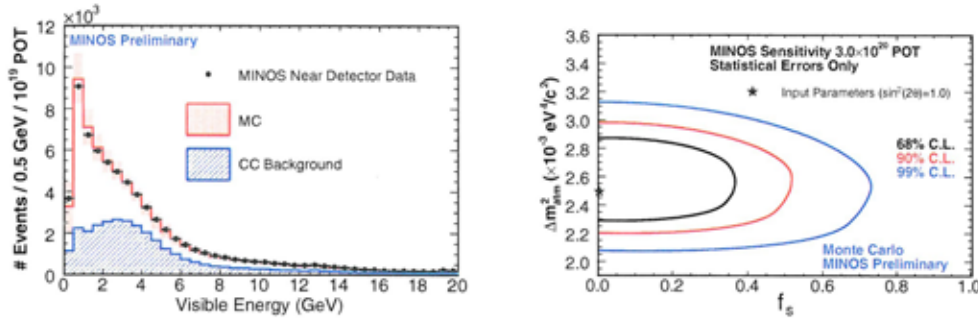 ×10³
12
10
8
6
4
2
0
# Events / 0.5 GeV / 10¹⁹ POT
MINOS Preliminary
MINOS Near Detector Data
MC
CC Background
0 2 4 6 8 10 12 14 16 18 20
Visible Energy (GeV)
3.6
3.4
3.2
3.0
2.8
2.6
2.4
2.2
2.0
Δm²atm (×10⁻³ eV⁴/c²)
MINOS Sensitivity 3.0×10²⁰ POT
Statistical Errors Only
Input Parameters (sin²(2θ)=1.0)
68% C.L.
90% C.L.
99% C.L.
Monte Carlo
MINOS Preliminary
0.0 0.2 0.4 0.6 0.8 1.0
fs